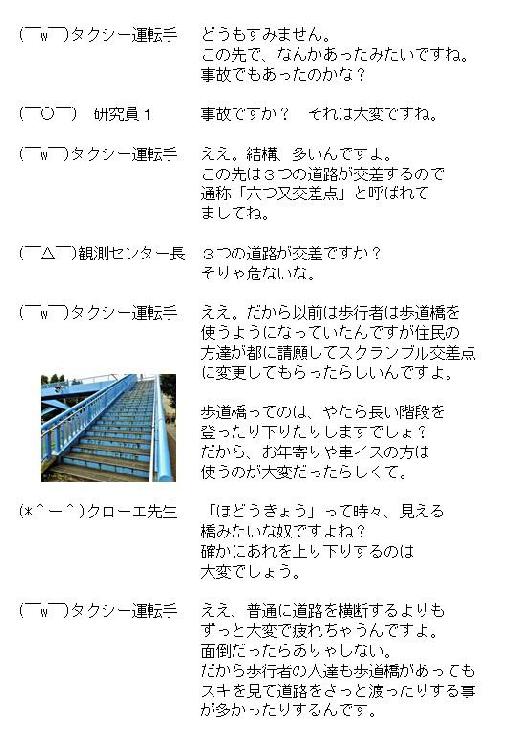 (￣w￣)タクシー運転手 どうもすみません。
この先で、なんかあったみたいですね。
事故でもあったのかな？
(￣○￣) 研究員１ 事故ですか？ それは大変ですね。
(￣w￣)タクシー運転手 ええ。結構、多いんですよ。
この先は３つの道路が交差するので
通称「六つ又交差点」と呼ばれて
ましてね。
(￣△￣)観測センター長 ３つの道路が交差ですか？
そりゃ危ないな。
(￣w￣)タクシー運転手 ええ。だから以前は歩行者は歩道橋を
使うようになっていたんですが住民の
方達が都に請願してスクランブル交差点
に変更してもらったらしいんですよ。
歩道橋ってのは、やたら長い階段を
登ったり下りたりしますでしょ？
だから、お年寄りや車イスの方は
使うのが大変だったらしくて。
(*＾ー＾)クローエ先生 「ほどうきょう」って時々、見える
橋みたいな奴ですよね？
確かにあれを上り下りするのは
大変でしょう。
(￣w￣)タクシー運転手 ええ、普通に道路を横断するよりも
ずっと大変で疲れちゃうんですよ。
面倒だったらありゃしない。
だから歩行者の人達も歩道橋があっても
スキを見て道路をさっと渡ったりする事
が多かったりするんです。